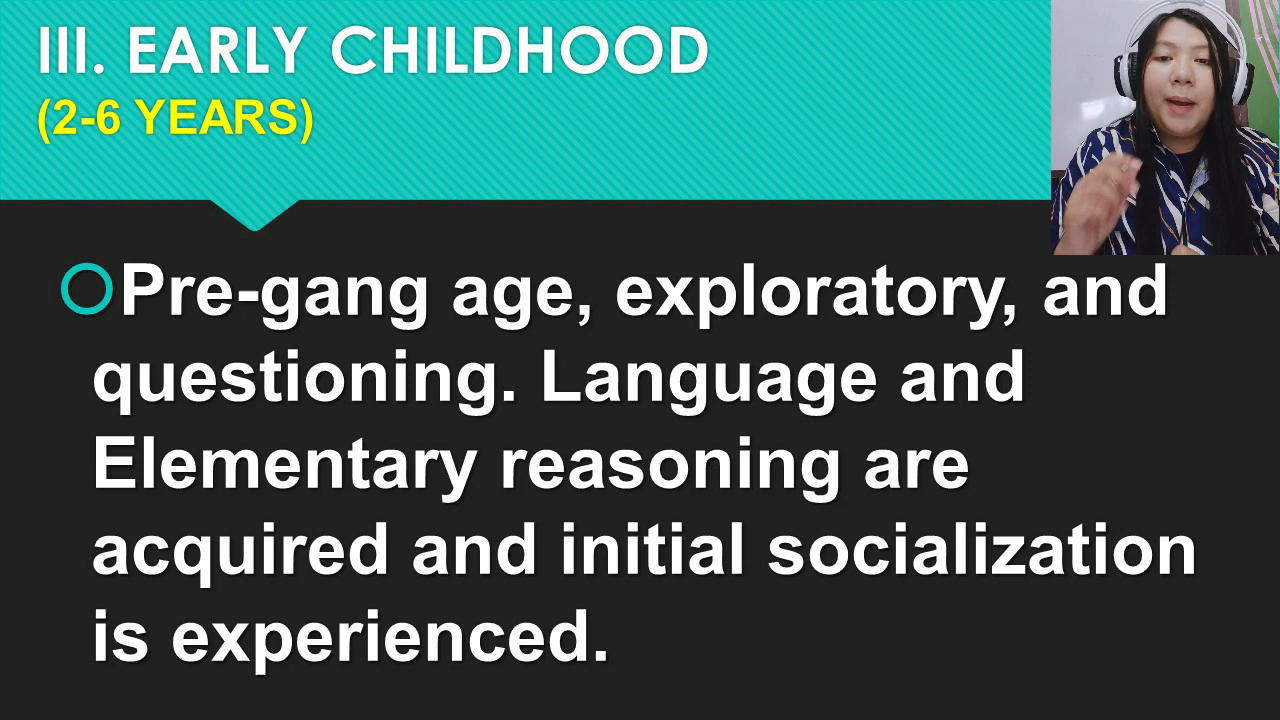 III. EARLY CHILDHOOD
(2-6 YEARS)
Pre-gang age, exploratory, and
questioning. Language and
Elementary reasoning are
acquired and initial socialization
is experienced.